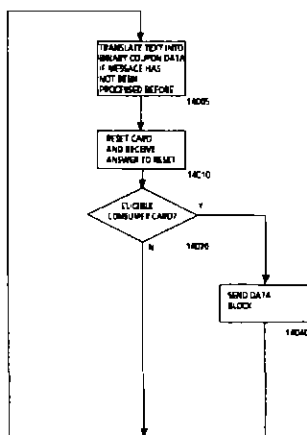 TRANSLATE TEXT INTO
BINARY COUPON DATA
IF MESSAGE HAS
NOT BEEN
PROCESSED BEFORE
14005
RESET CARD
AND RECEIVE
ANSWER TO RESET
14010
ELIGIBLE
CONSUMER CARD?
Y
N
14020
SEND DATA
BLOCK
14040